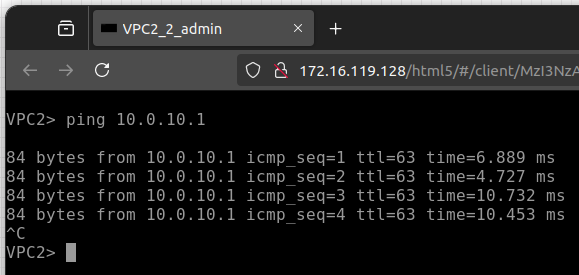 VPC2_2_admin
172.16.119.128/html5/#/client/MzI3NzA
VPC2> ping 10.0.10.1
84 bytes from 10.0.10.1 icmp_seq=1 ttl=63 time=6.889 ms
84 bytes from 10.0.10.1 icmp_seq=2 ttl=63 time=4.727 ms
84 bytes from 10.0.10.1 icmp_seq=3 ttl=63 time=10.732 ms
84 bytes from 10.0.10.1 icmp_seq=4 ttl=63 time=10.453 ms
^C
VPC2>